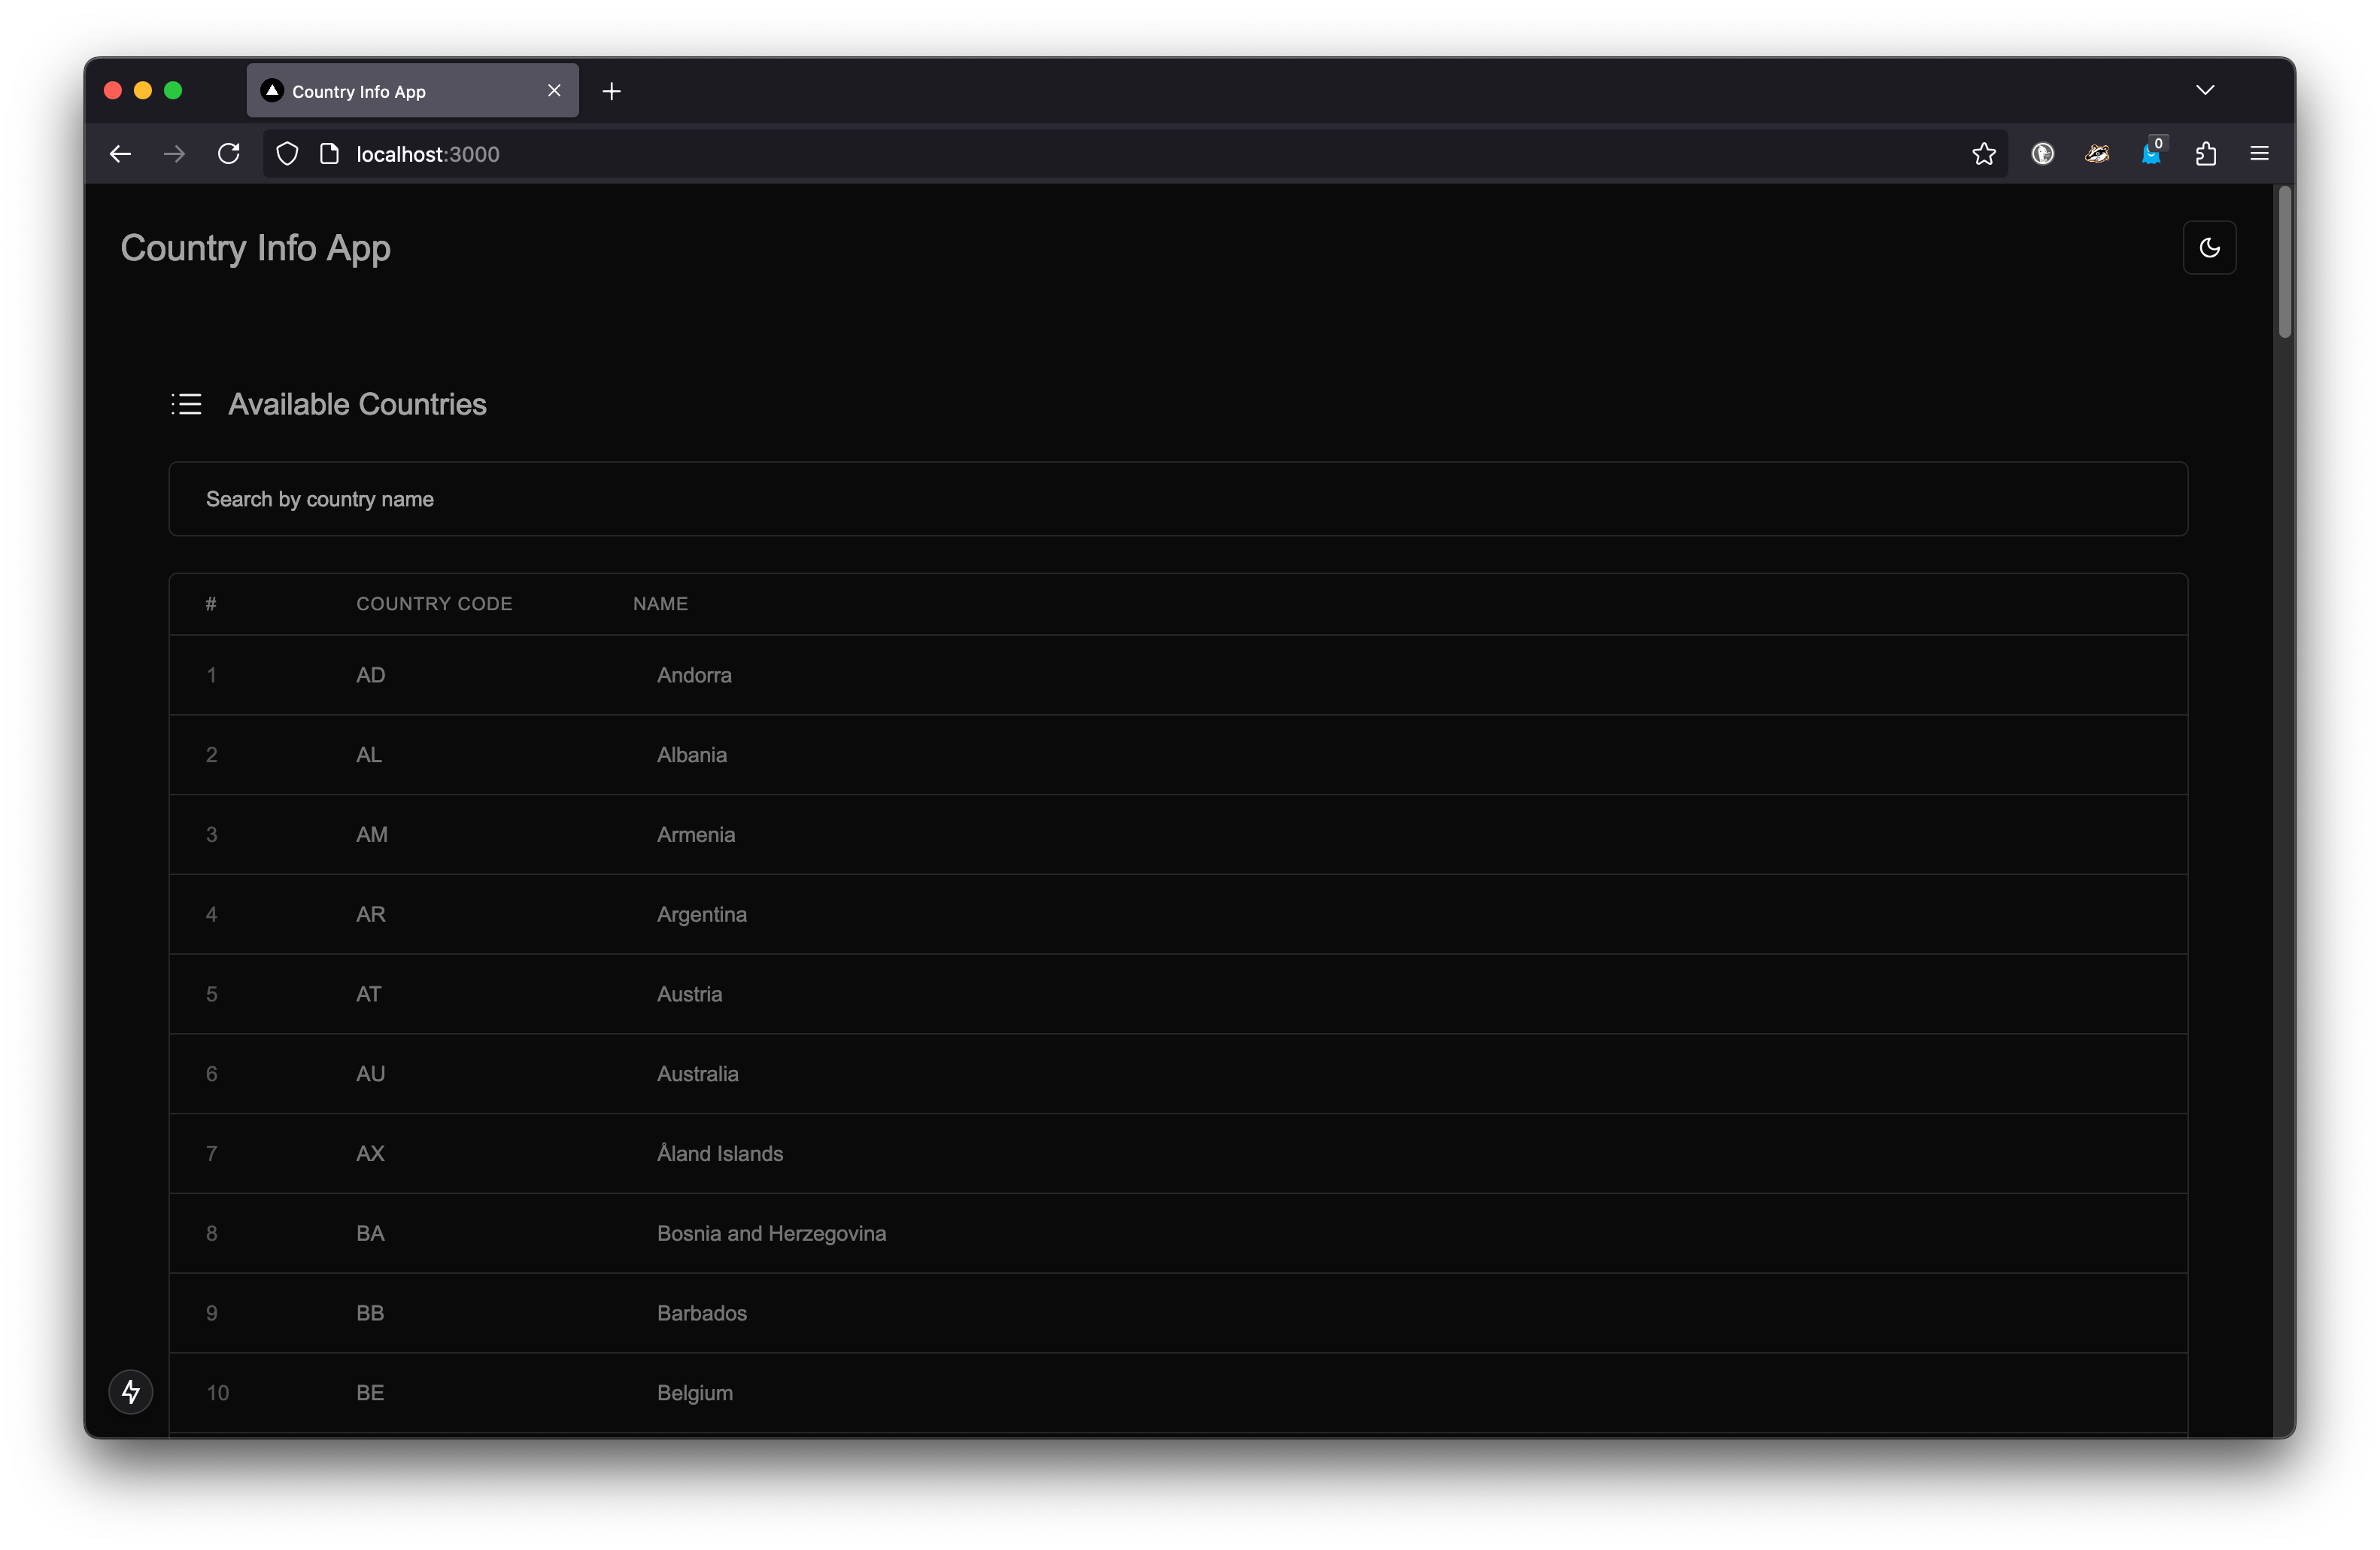 Country Info App
localhost:3000
0
Country Info App
Available Countries
Search by country name
# COUNTRY CODE NAME
1 AD Andorra
2 AL Albania
3 AM Armenia
4 AR Argentina
5 AT Austria
6 AU Australia
7 AX Åland Islands
8 BA Bosnia and Herzegovina
9 BB Barbados
10 BE Belgium